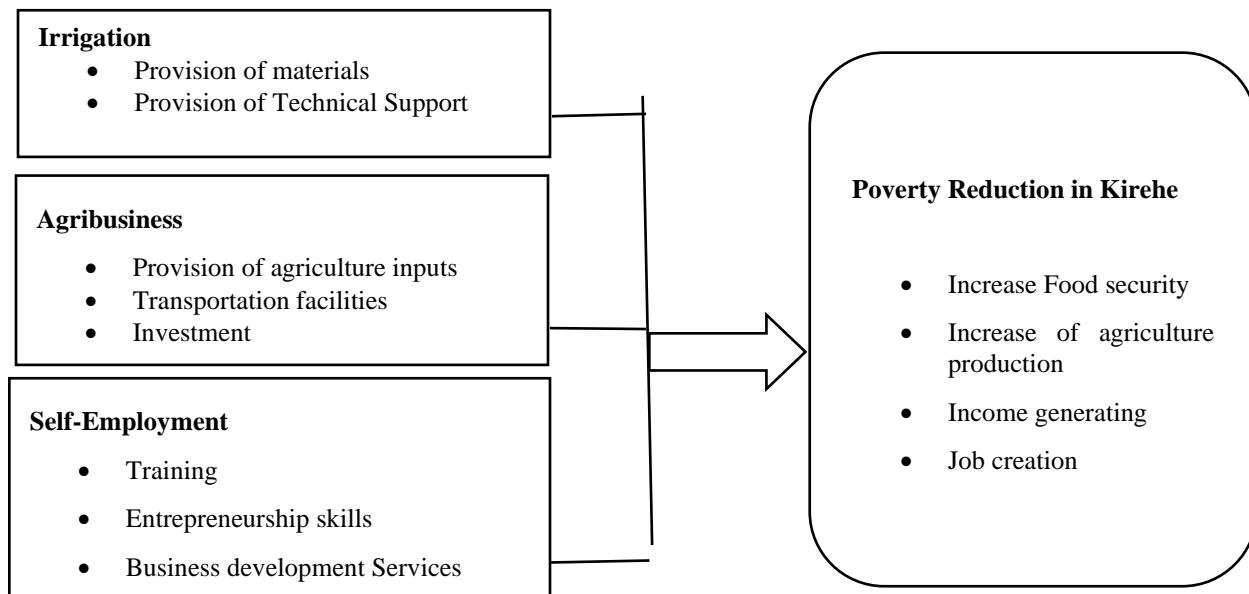 Irrigation
• Provision of materials
• Provision of Technical Support
Agribusiness
• Provision of agriculture inputs
• Transportation facilities
• Investment
Self-Employment
• Training
• Entrepreneurship skills
• Business development Services
Poverty Reduction in Kirehe
• Increase Food security
• Increase of agriculture
production
• Income generating
• Job creation